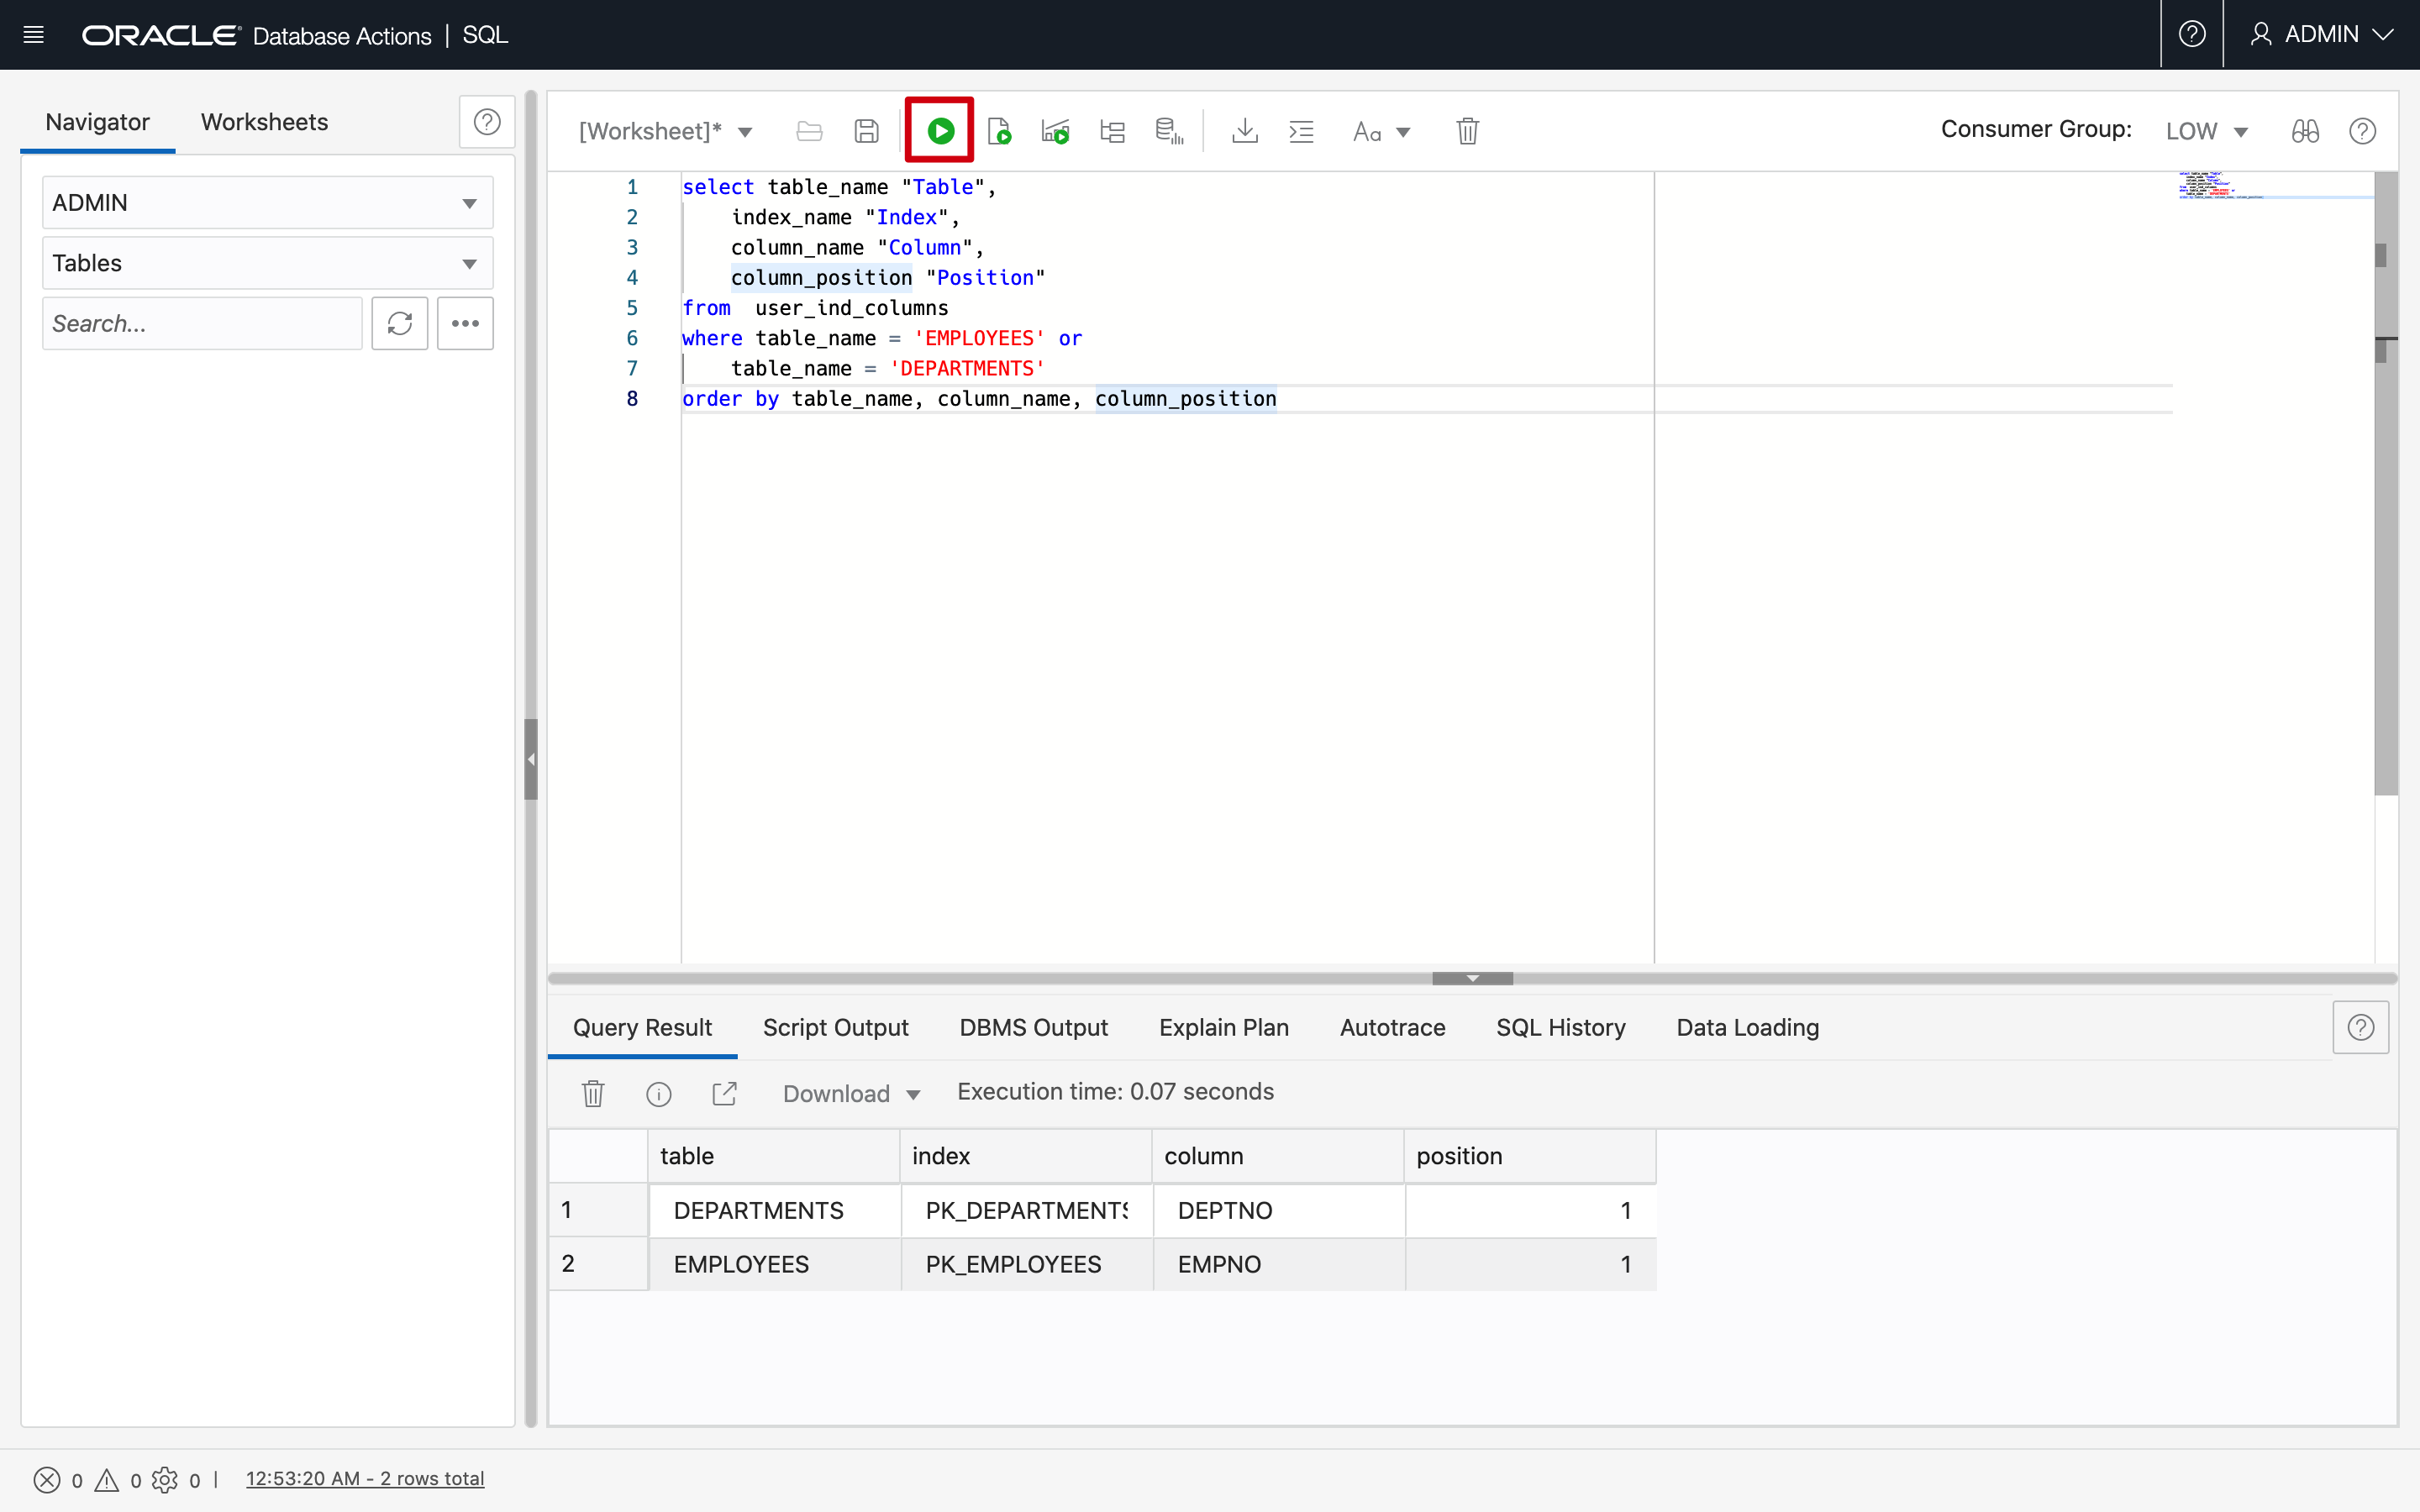 ORACLE Database Actions | SQL
ADMIN
Navigator
Worksheets
ADMIN
Tables
Search...
[Worksheet]*
Aa
Consumer Group: LOW
1 select table_name "Table",
2 index_name "Index",
3 column_name "Column",
4 column_position "Position"
5 from  user_ind_columns
6 where table_name = 'EMPLOYEES' or
7 table_name = 'DEPARTMENTS'
8 order by table_name, column_name, column_position
Query Result
Script Output
DBMS Output
Explain Plan
Autotrace
SQL History
Data Loading
Download
Execution time: 0.07 seconds
table index column position
1 DEPARTMENTS PK_DEPARTMENTS DEPTNO 1
2 EMPLOYEES PK_EMPLOYEES EMPNO 1
0 0 0 | 12:53:20 AM - 2 rows total